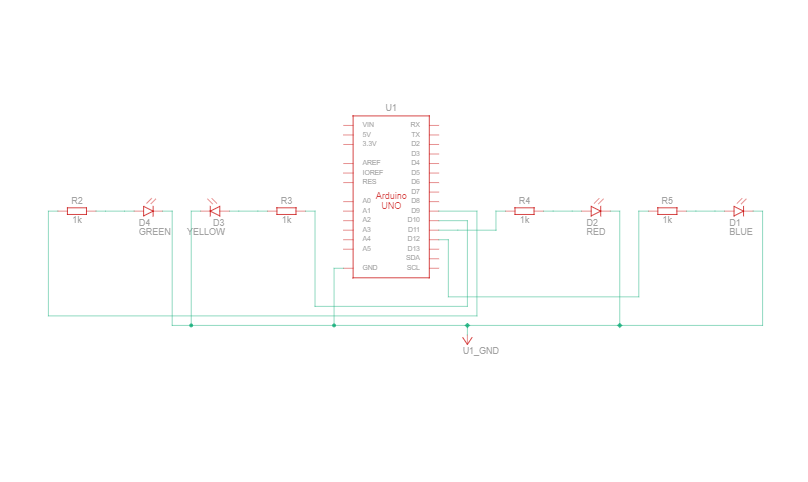 U1
VIN
5V
3.3V
AREF
IOREF
RES
A0
A1
A2
A3
A4
A5
GND
Arduino
UNO
RX
TX
D2
D3
D4
D5
D6
D7
D8
D9
D10
D11
D12
D13
SDA
SCL
R2
1k
D4
GREEN
D3
YELLOW
R3
1k
R4
1k
D2
RED
R5
1k
D1
BLUE
U1_GND